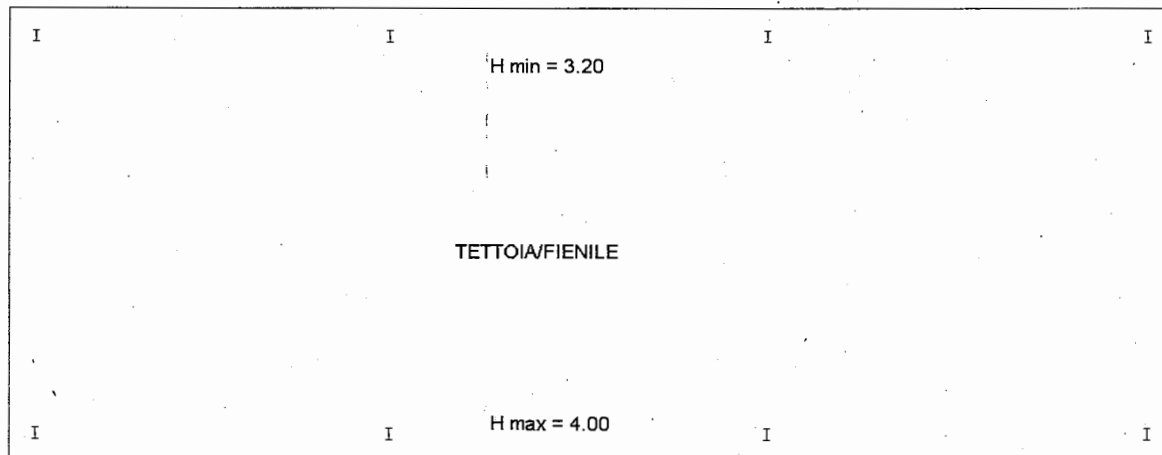 H min = 3.20
TETTOIA/FIENILE
H max = 4.00